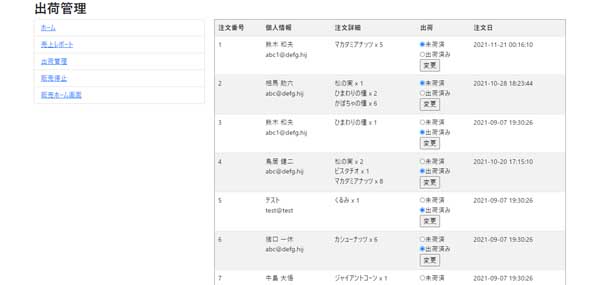 出荷管理
ホーム
売上レポート
出荷管理
販売停止
販売ホーム画面
注文番号 個人情報 注文詳細 出荷 注文日
1 鈴木 和夫 マカダミアナッツ x 5 未荷済 2021-11-21 00:16:10
abc1@defg.hij 出荷済み
変更
2 相馬 助六 松の実 x 1 未荷済 2021-10-28 18:23:44
abc@defg.hij ひまわりの種 x 2 出荷済み
かぼちゃの種 x 6 変更
3 鈴木 和夫 ひまわりの種 x 1 未荷済 2021-09-07 19:30:26
abc1@defg.hij 出荷済み
変更
4 鳥居 健二 松の実 x 2 未荷済 2021-10-20 17:15:10
abc@defg.hij ピスタチオ x 1 出荷済み
マカダミアナッツ x 8 変更
5 テスト くるみ x 1 未荷済 2021-09-07 19:30:26
test@test 出荷済み
変更
6 猪口 一休 カシューナッツ x 6 未荷済 2021-09-07 19:30:26
abc@defg.hij 出荷済み
変更
7 牛島 大悟 ジャイアントコーン x 1 未荷済 2021-09-07 19:30:26